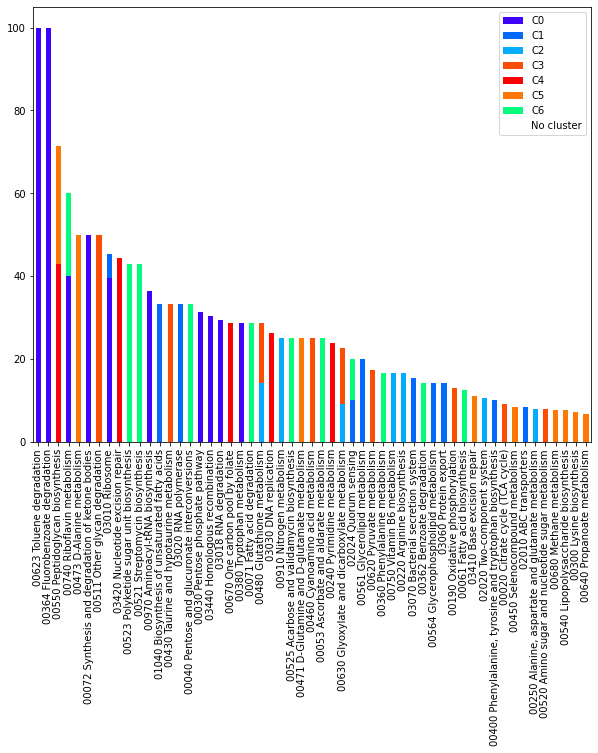 100
80
60
40
20
0
C0
C1
C2
C3
C4
C5
C6
No cluster
00623 Toluene degradation
00364 Fluorobenzoate degradation
00550 Peptidoglycan biosynthesis
00740 Riboflavin metabolism
00473 D-Alanine metabolism
00072 Synthesis and degradation of ketone bodies
00511 Other glycan degradation
03010 Ribosome
03420 Nucleotide excision repair
00523 Polyketide sugar unit biosynthesis
00521 Streptomycin biosynthesis
00970 Aminoacyl-tRNA biosynthesis
01040 Biosynthesis of unsaturated fatty acids
00430 Taurine and hypotaurine metabolism
03020 RNA polymerase
00040 Pentose and glucuronate interconversions
00030 Pentose phosphate pathway
03440 Homologous recombination
03018 RNA degradation
00670 One carbon pool by folate
00380 Tryptophan metabolism
00071 Fatty acid degradation
00480 Glutathione metabolism
03030 DNA replication
00910 Nitrogen metabolism
00525 Acarbose and validamycin biosynthesis
00471 D-Glutamine and D-glutamate metabolism
00460 Cyanoamino acid metabolism
00053 Ascorbate and aldarate metabolism
00240 Pyrimidine metabolism
00630 Glyoxylate and dicarboxylate metabolism
02024 Quorum sensing
00561 Glycerolipid metabolism
00620 Pyruvate metabolism
00360 Phenylalanine metabolism
00750 Vitamin B6 metabolism
00220 Arginine biosynthesis
03070 Bacterial secretion system
00362 Benzoate degradation
00564 Glycerophospholipid metabolism
03060 Protein export
00190 Oxidative phosphorylation
00061 Fatty acid biosynthesis
03410 Base excision repair
02020 Two-component system
00400 Phenylalanine, tyrosine and tryptophan biosynthesis
00020 Citrate cycle (TCA cycle)
00450 Selenocompound metabolism
02010 ABC transporters
00250 Alanine, aspartate and glutamate metabolism
00520 Amino sugar and nucleotide sugar metabolism
00680 Methane metabolism
00540 Lipopolysaccharide biosynthesis
00300 Lysine biosynthesis
00640 Propanoate metabolism